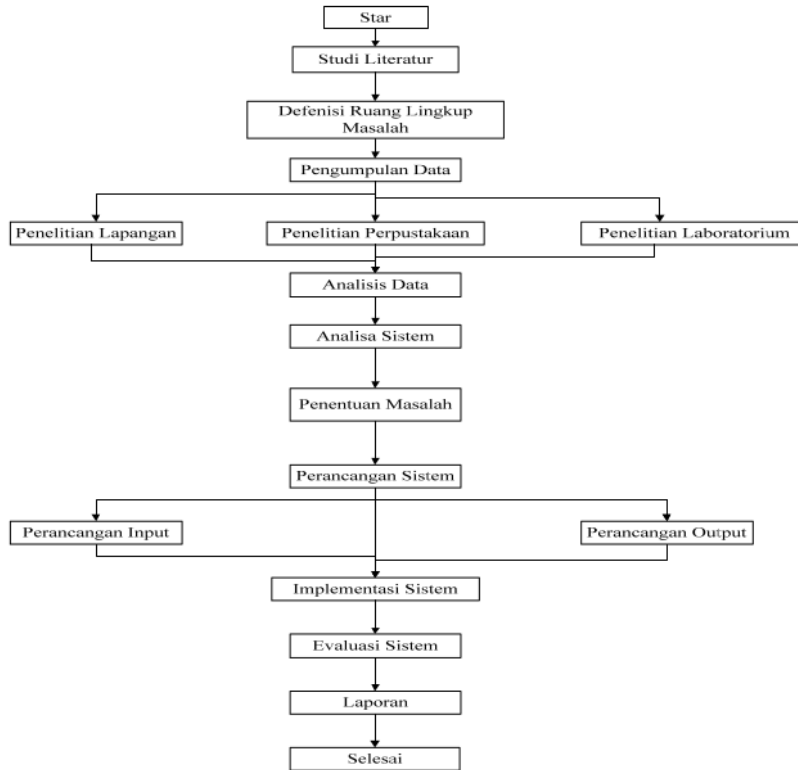 Star
Studi Literatur
Defenisi Ruang Lingkup
Masalah
Pengumpulan Data
Penelitian Lapangan
Penelitian Perpustakaan
Penelitian Laboratorium
Analisis Data
Analisa Sistem
Penentuan Masalah
Perancangan Sistem
Perancangan Input
Perancangan Output
Implementasi Sistem
Evaluasi Sistem
Laporan
Selesai